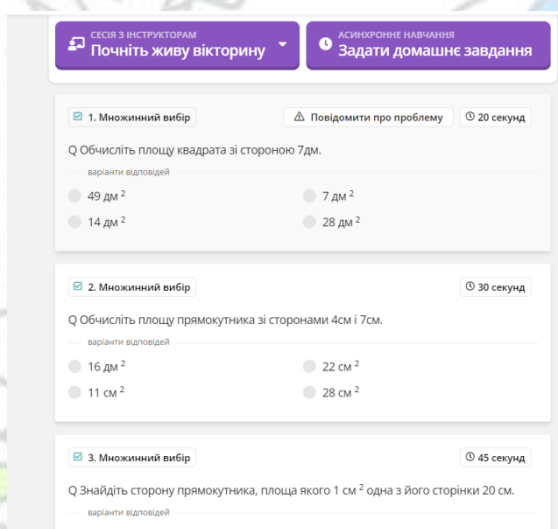 СЕСІЯ З ІНСТРУКТОРАМ
Почніть живу вікторину
АСИНХРОННЕ НАВЧАННЯ
Задати домашнє завдання
1. Множинний вибір
Повідомити про проблему
20 секунд
Q Обчисліть площу квадрата зі стороною 7дм.
варіанти відповідей
49 дм ²
7 дм ²
14 дм ²
28 дм ²
2. Множинний вибір
30 секунд
Q Обчисліть площу прямокутника зі сторонами 4см і 7см.
варіанти відповідей
16 дм ²
22 см ²
11 см ²
28 см ²
3. Множинний вибір
45 секунд
Q Знайдіть сторону прямокутника, площа якого 1 см ² одна з його сторінки 20 см.
варіанти відповідей